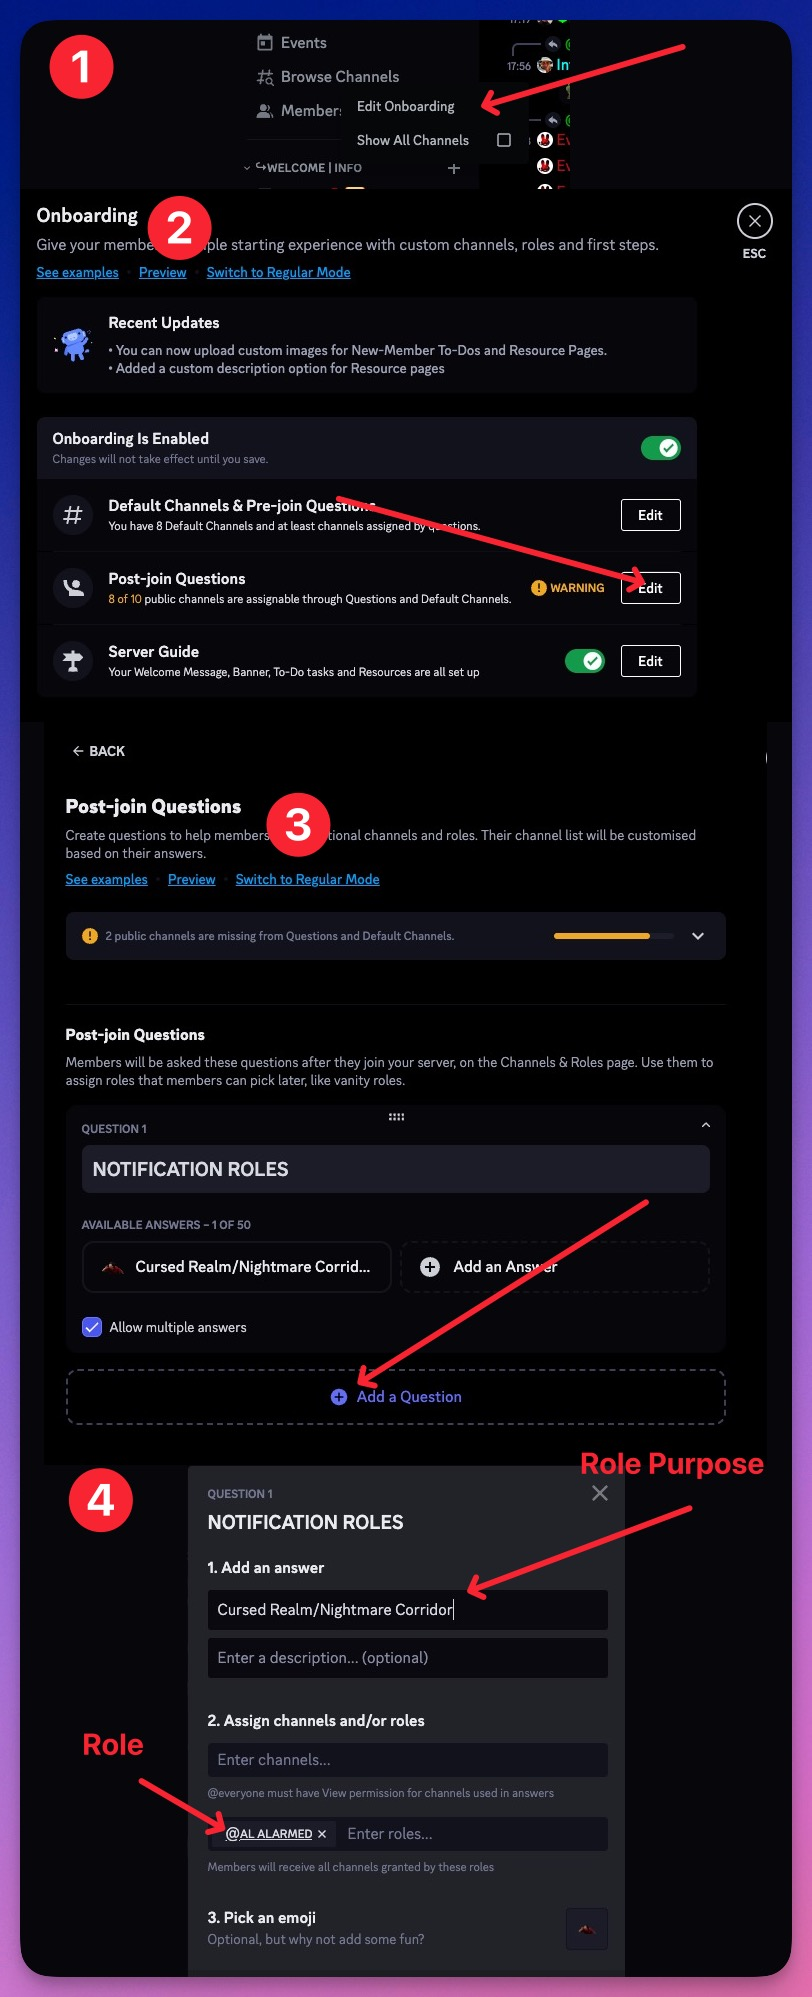 1
Events
Browse Channels
17:56
Members
Edit Onboarding
Show All Channels
WELCOME | INFO
Onboarding
2
Give your ple starting experience with custom channels, roles and first steps.
ESC
See examples Preview Switch to Regular Mode
Recent Updates
• You can now upload custom images for New-Member To-Dos and Resource Pages.
• Added a custom description option for Resource pages
Onboarding Is Enabled
Changes will not take effect until you save.
Default Channels & Pre-join Questions
You have 8 Default Channels and at least channels assigned by questions.
Edit
Post-join Questions
8 of 10 public channels are assignable through Questions and Default Channels.
WARNING
Edit
Server Guide
Your Welcome Message, Banner, To-Do tasks and Resources are all set up
Edit
← BACK
Post-join Questions
3
Create questions to help members tional channels and roles. Their channel list will be customised
based on their answers.
See examples Preview Switch to Regular Mode
2 public channels are missing from Questions and Default Channels.
Post-join Questions
Members will be asked these questions after they join your server, on the Channels & Roles page. Use them to
assign roles that members can pick later, like vanity roles.
QUESTION 1
NOTIFICATION ROLES
AVAILABLE ANSWERS – 1 OF 50
Cursed Realm/Nightmare Corrid...
Add an Answer
Allow multiple answers
Add a Question
4
Role Purpose
QUESTION 1
NOTIFICATION ROLES
1. Add an answer
Cursed Realm/Nightmare Corridor
Enter a description... (optional)
2. Assign channels and/or roles
Role
Enter channels...
@everyone must have View permission for channels used in answers
@AL ALARMED × Enter roles...
Members will receive all channels granted by these roles
3. Pick an emoji
Optional, but why not add some fun?